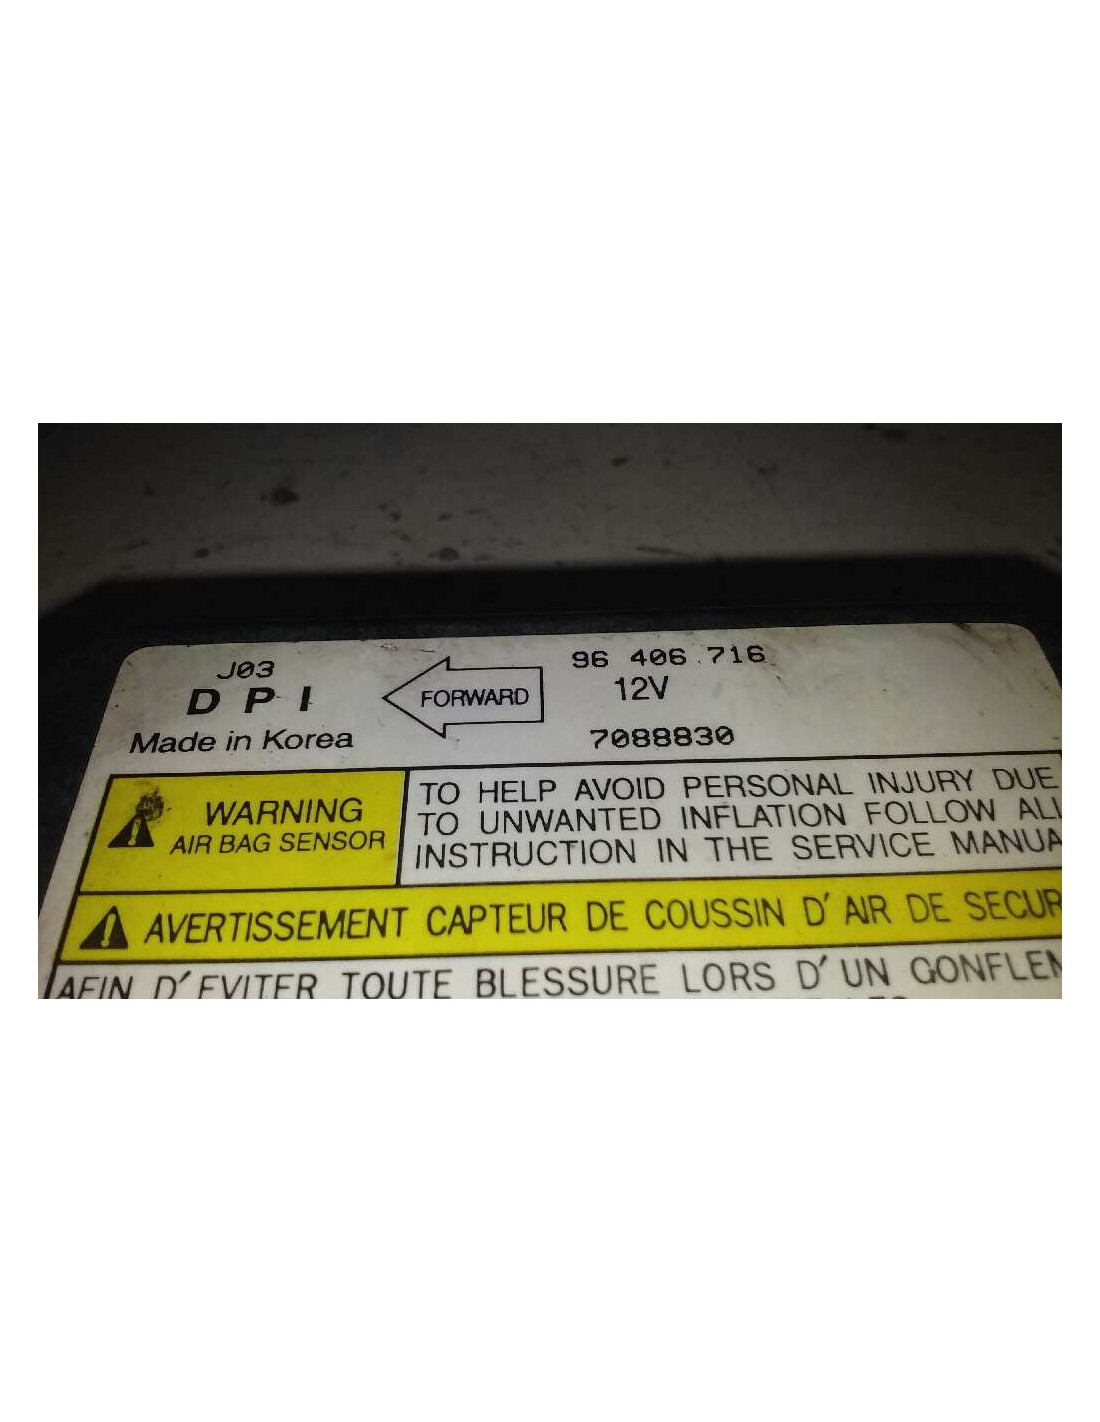 J03
D P I
Made in Korea
FORWARD
96 406 716
12V
7088830
WARNING
AIR BAG SENSOR
TO HELP AVOID PERSONAL INJURY DUE
TO UNWANTED INFLATION FOLLOW ALL
INSTRUCTION IN THE SERVICE MANUA
AVERTISSEMENT CAPTEUR DE COUSSIN D' AIR DE SECUR
AFIN D' EVITER TOUTE BLESSURE LORS D' UN GONFLEM